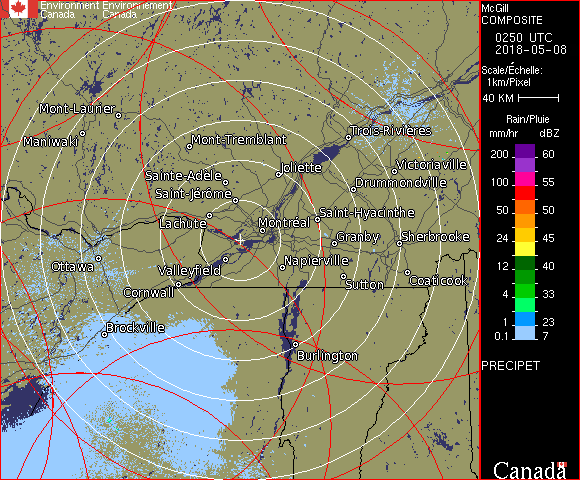 Environment Environnement
Canada Canada
Mont-Laurier
Maniwaki
Mont-Tremblant
Trois-Rivieres
Joliette
Victoriaville
Sainte-Adele
Drummondville
Saint-Jérôme
Lachute
Montréal
Saint-Hyacinthe
Granby
Sherbrooke
Ottawa
Valleyfield
Napierville
Cornwall
Sutton
Coaticook
Brockville
Burlington
McGill
COMPOSITE
0250 UTC
2018-05-08
Scale/Échelle:
1km/Pixel
40 KM
Rain/Pluie
mm/hr dBZ
200 60
100 55
50 50
24 45
12 40
4 33
1 23
0.1 7
PRECIPET
Canada